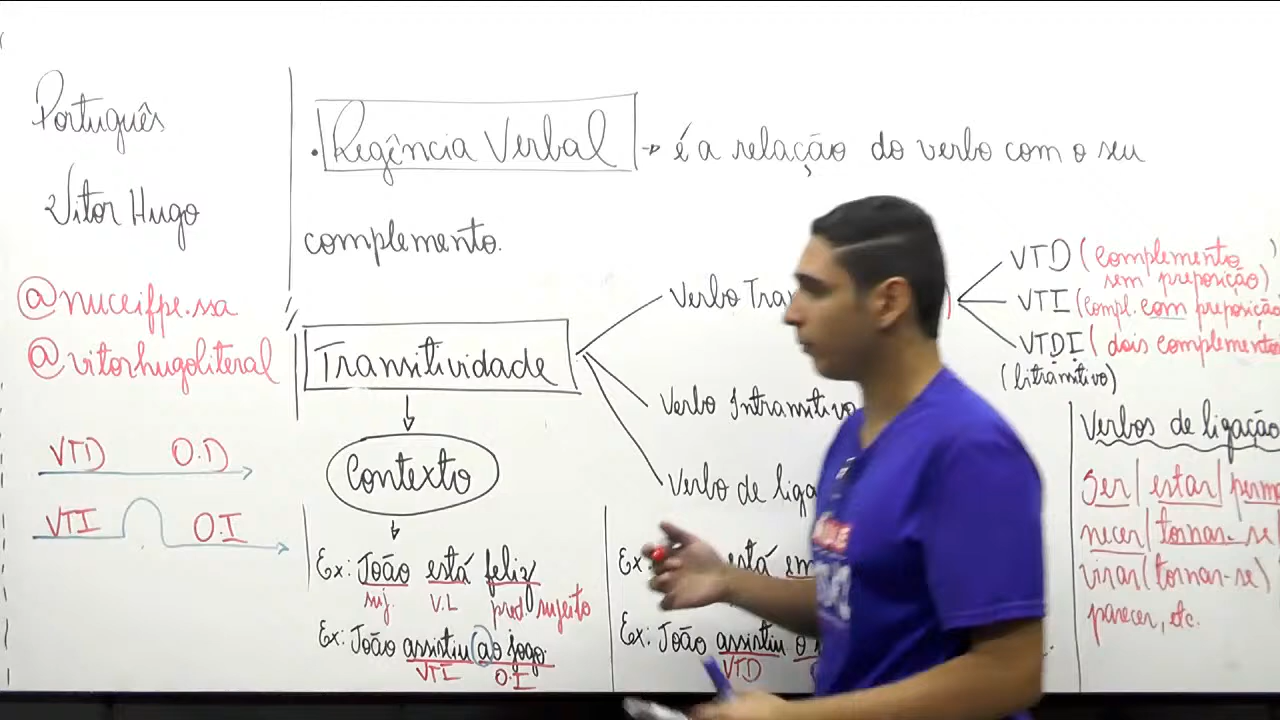 Português
Vitor Hugo
@nuceifpe.ssa
@vitorhugoliteral
VTD O.D
VTI O.I
. Regência Verbal → é a relação do verbo com o seu
complemento.
Transitividade
Contexto
Ex: João está feliz
suj. V.L pred. sujeito
Ex: João assistiu ao jogo.
VTI O.I
Verbo
Verbo Intransitivo
Verbo de
VTD (complemento
sem preposição)
VTI (compl. com preposição
VTDI (dois complementos
(bitransitivo)
Ex: está
Ex: João assistiu o
VTD
Verbos de ligação
Ser/ estar/ perma
necer/ tornar-se/
virar (tornar-se)
parecer, etc.